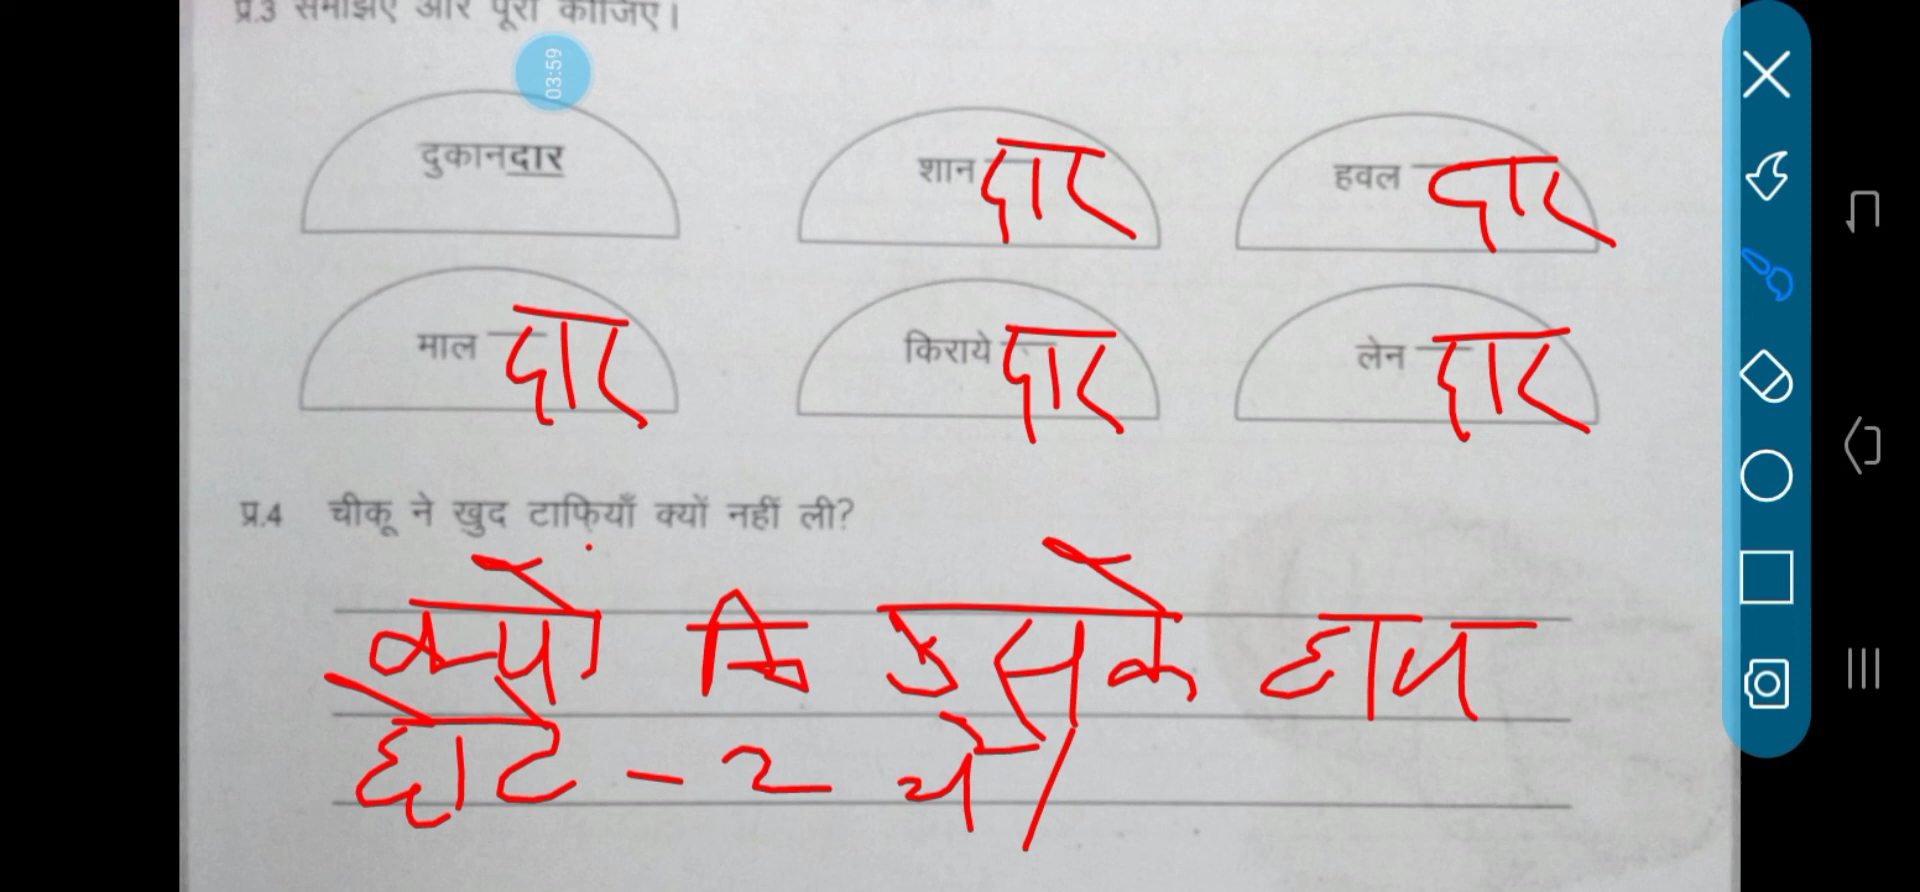 प्र.3 समझिए और पूरा कीजिए।
03:59
दुकानदार
शान दार
हवल दार
माल दार
किराये दार
लेन दार
प्र.4 चीकू ने खुद टाफ़ियाँ क्यों नहीं ली?
क्यों कि उसके हाथ
छोटे - 2 थे।